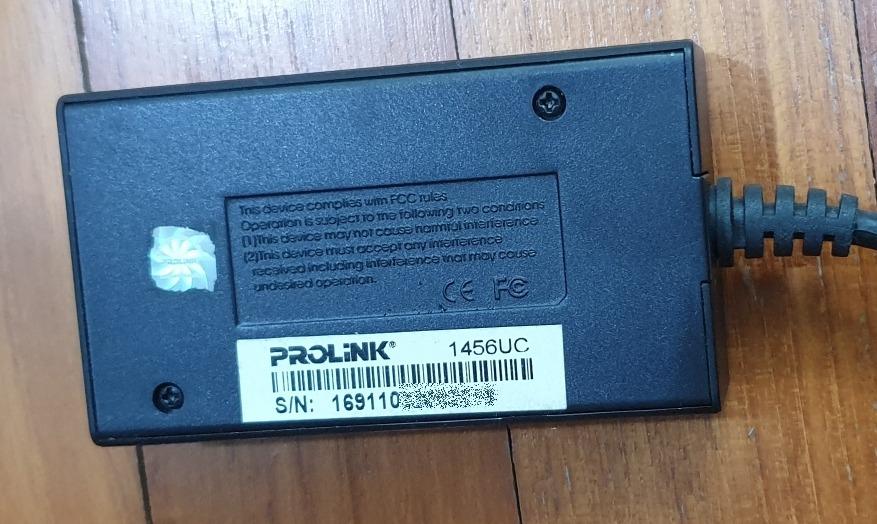 This device complies with FCC rules
Operation is subject to the following two conditions
(1)This device may not cause harmful interference
(2)This device must accept any interference
received including interference that may cause
undesired operation.
CE FC
PROLINK
PROLiNK® 1456UC
S/N: 169110